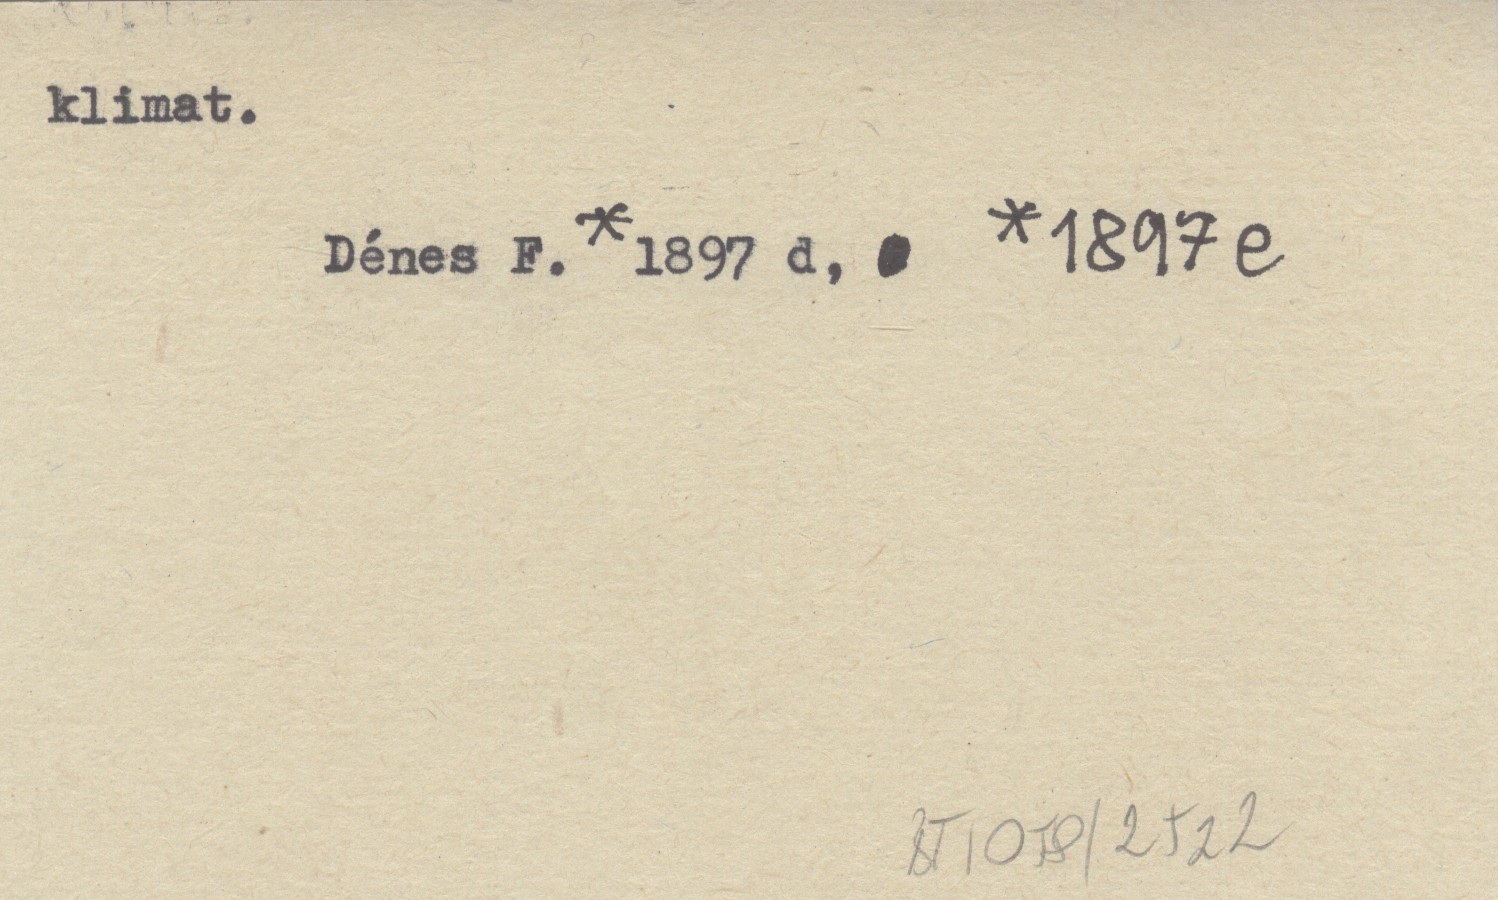 klimat.
Dénes F. *1897 d, *1897 e